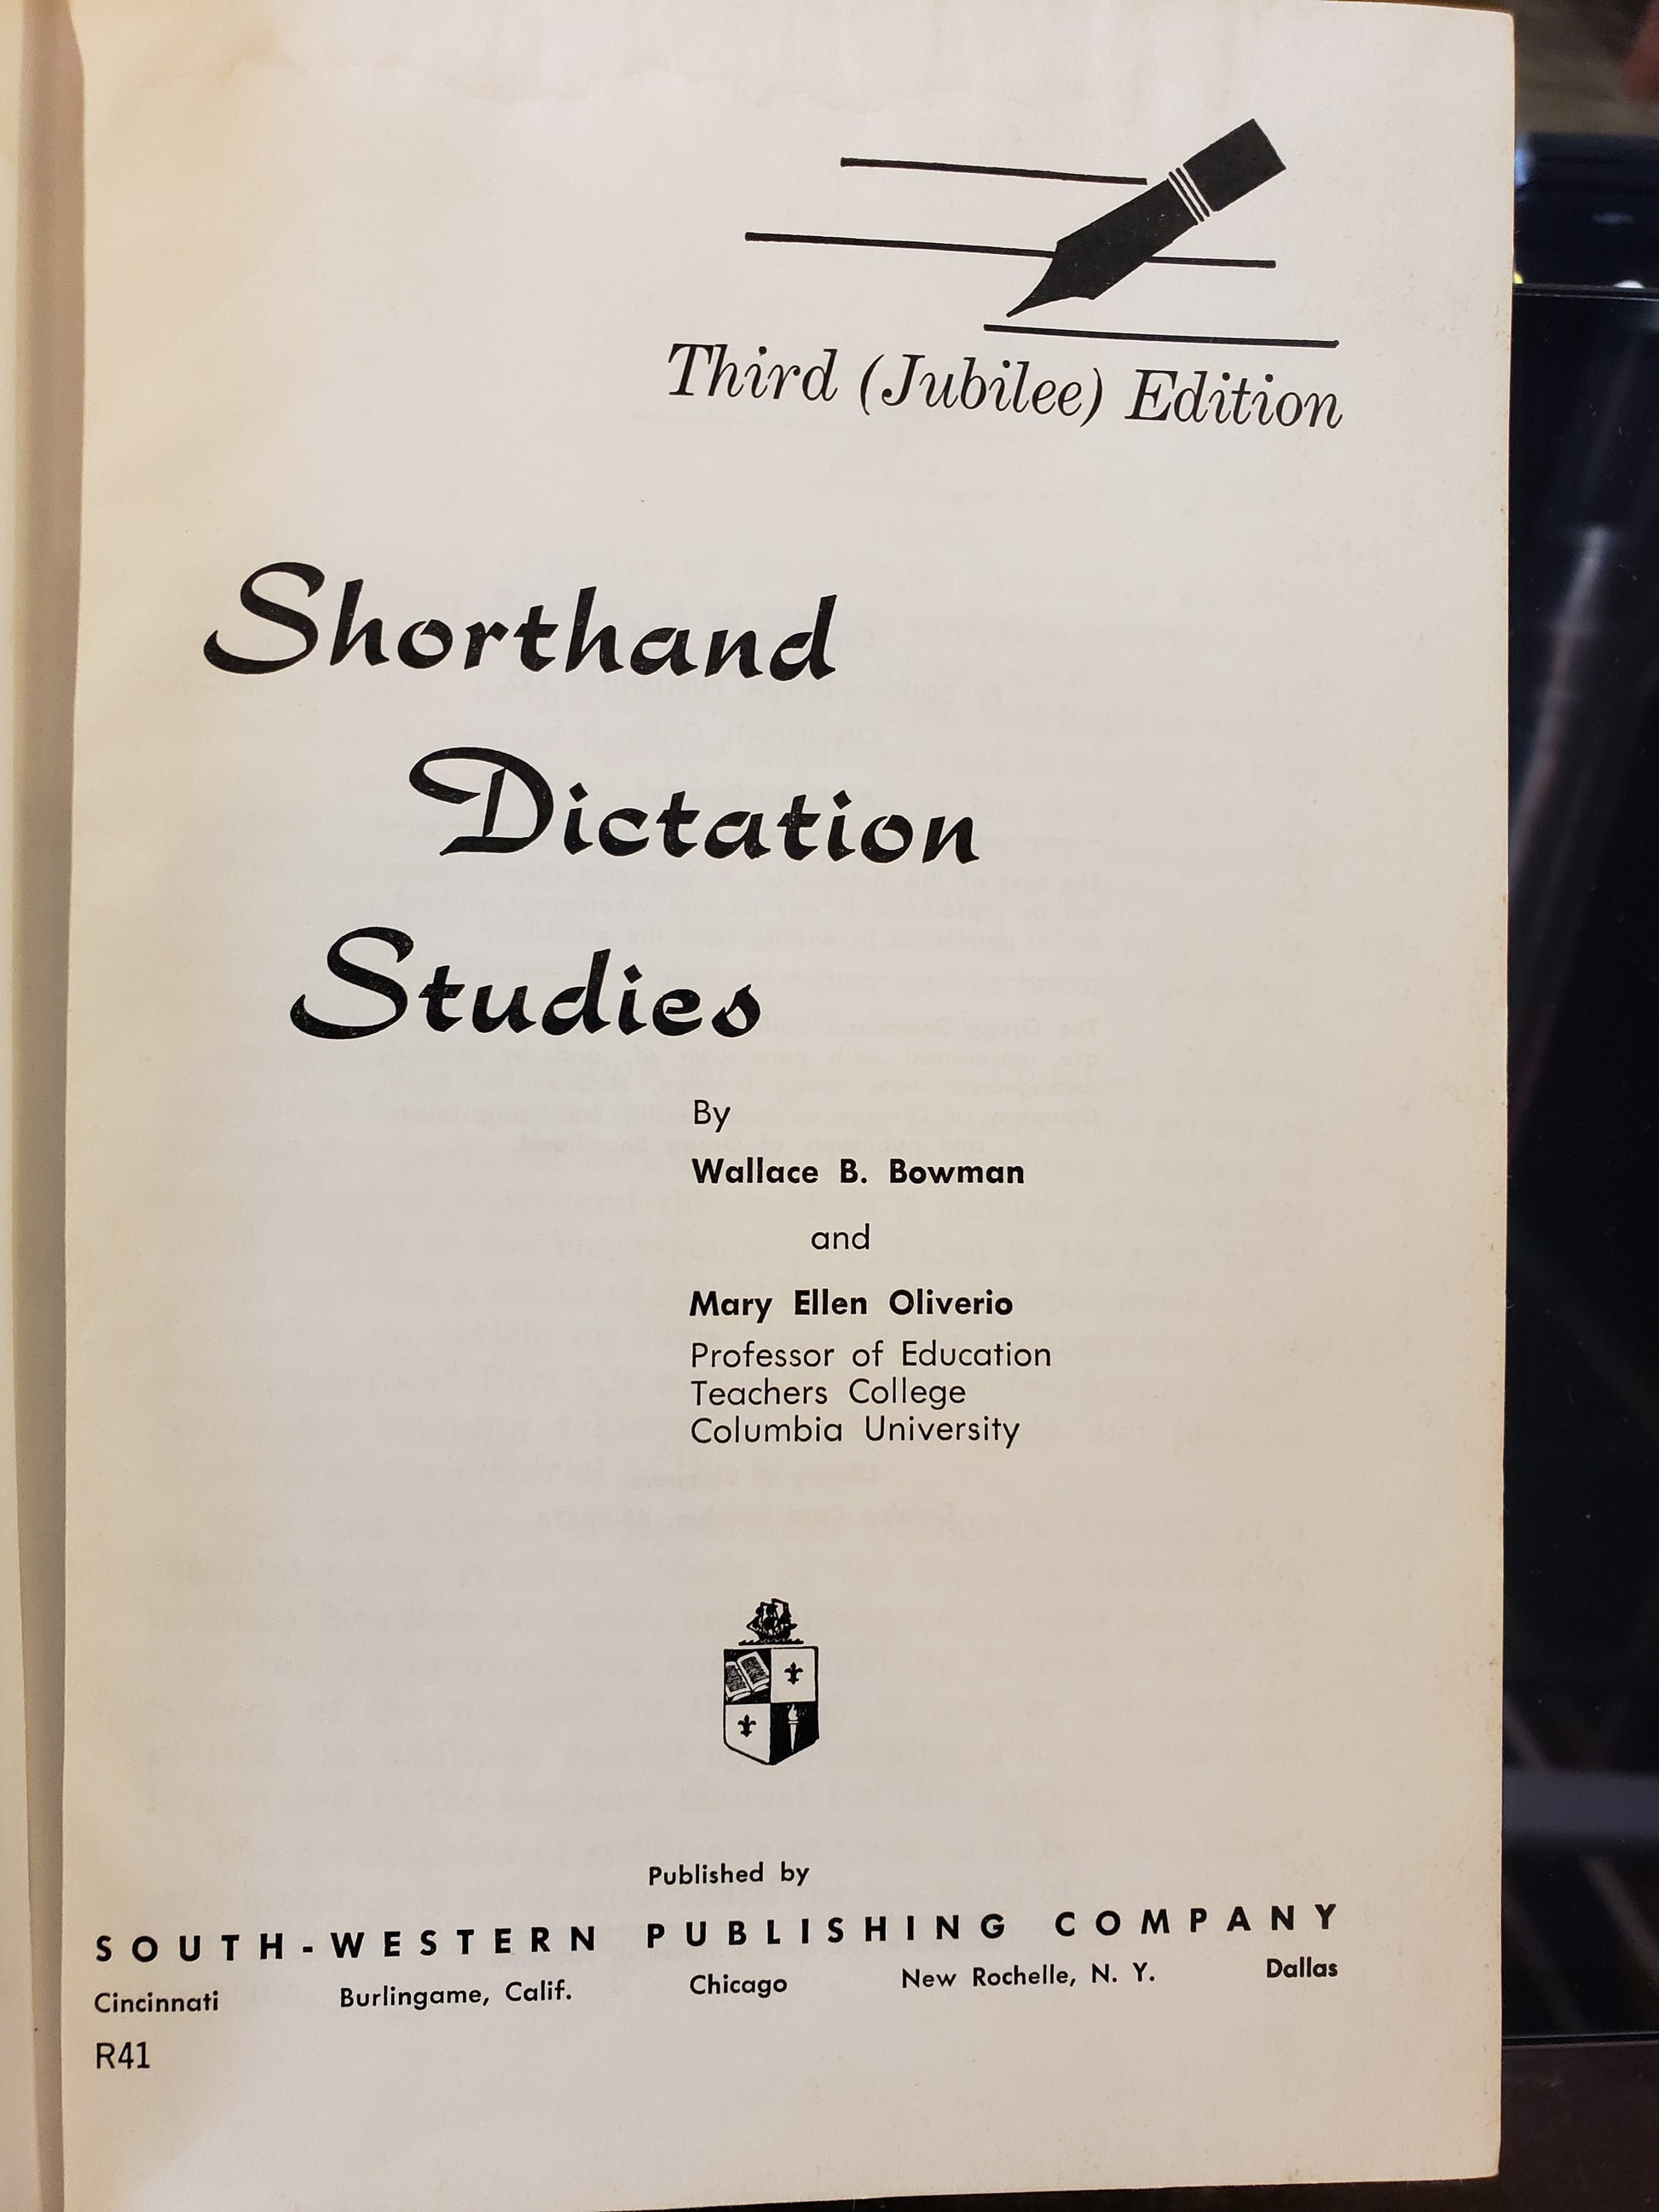 Third (Jubilee) Edition
Shorthand
Dictation
Studies
By
Wallace B. Bowman
and
Mary Ellen Oliverio
Professor of Education
Teachers College
Columbia University
Published by
SOUTH-WESTERN PUBLISHING COMPANY
Cincinnati Burlingame, Calif. Chicago New Rochelle, N. Y. Dallas
R41